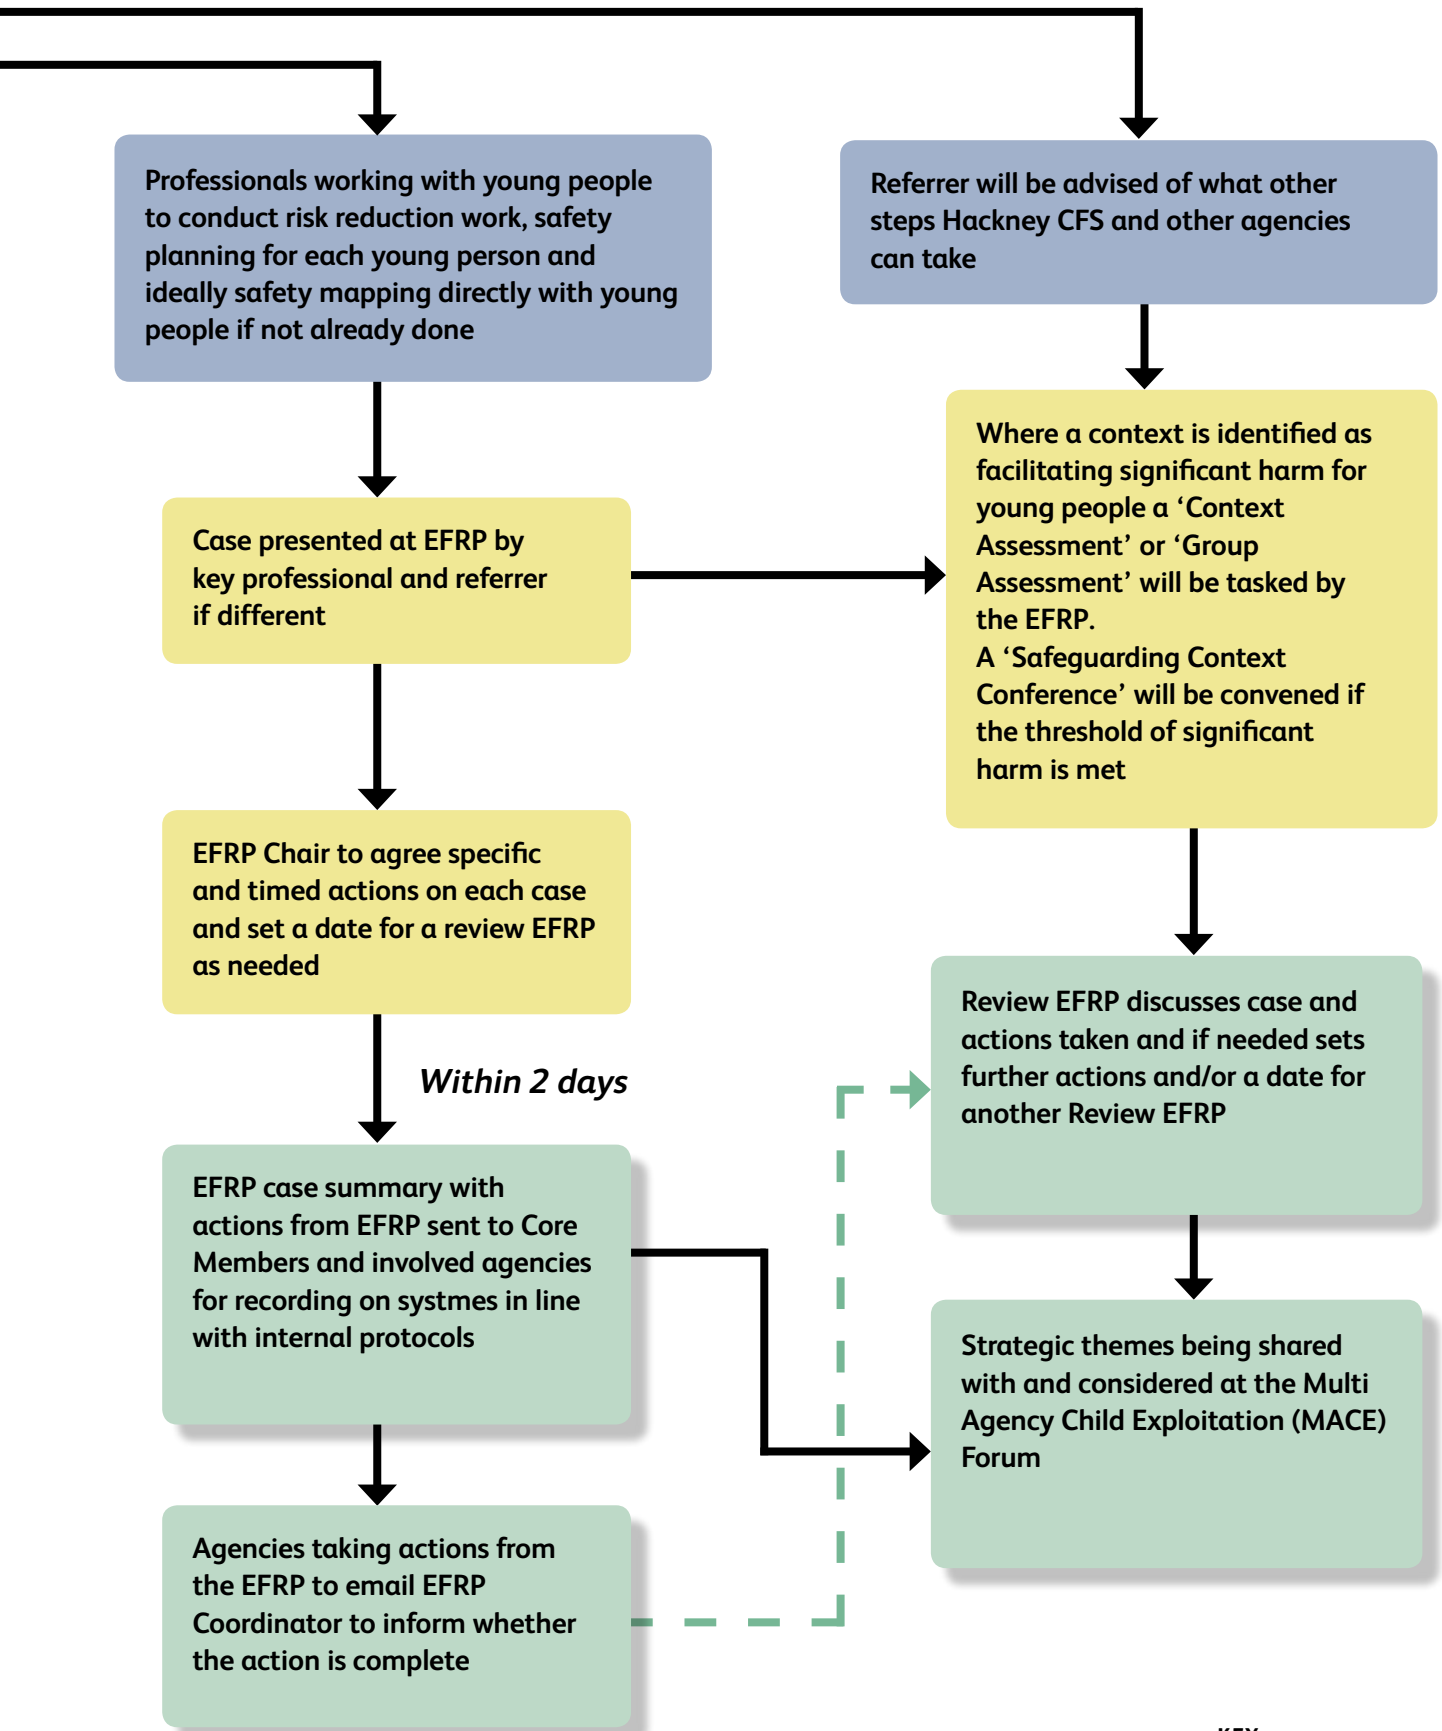 Professionals working with young people
to conduct risk reduction work, safety
planning for each young person and
ideally safety mapping directly with young
people if not already done
Referrer will be advised of what other
steps Hackney CFS and other agencies
can take
Where a context is identified as
facilitating significant harm for
young people a ‘Context
Assessment’ or ‘Group
Assessment’ will be tasked by
the EFRP.
A ‘Safeguarding Context
Conference’ will be convened if
the threshold of significant
harm is met
Case presented at EFRP by
key professional and referrer
if different
EFRP Chair to agree specific
and timed actions on each case
and set a date for a review EFRP
as needed
Within 2 days
Review EFRP discusses case and
actions taken and if needed sets
further actions and/or a date for
another Review EFRP
EFRP case summary with
actions from EFRP sent to Core
Members and involved agencies
for recording on systmes in line
with internal protocols
Strategic themes being shared
with and considered at the Multi
Agency Child Exploitation (MACE)
Forum
Agencies taking actions from
the EFRP to email EFRP
Coordinator to inform whether
the action is complete